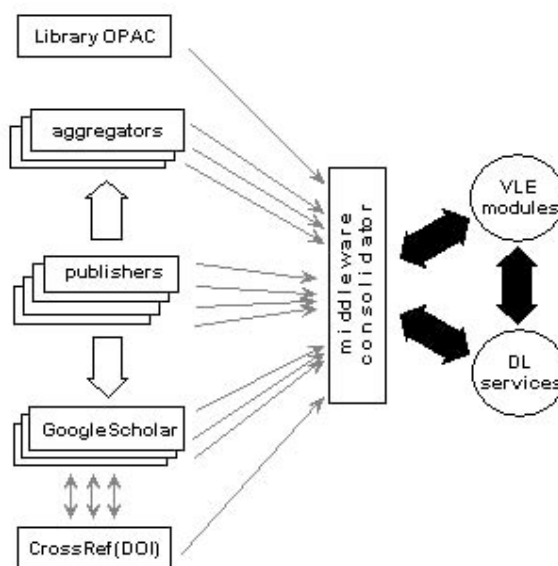 Library OPAC
aggregators
publishers
GoogleScholar
CrossRef(DOI)
middleware
consolidator
VLE
modules
DL
services